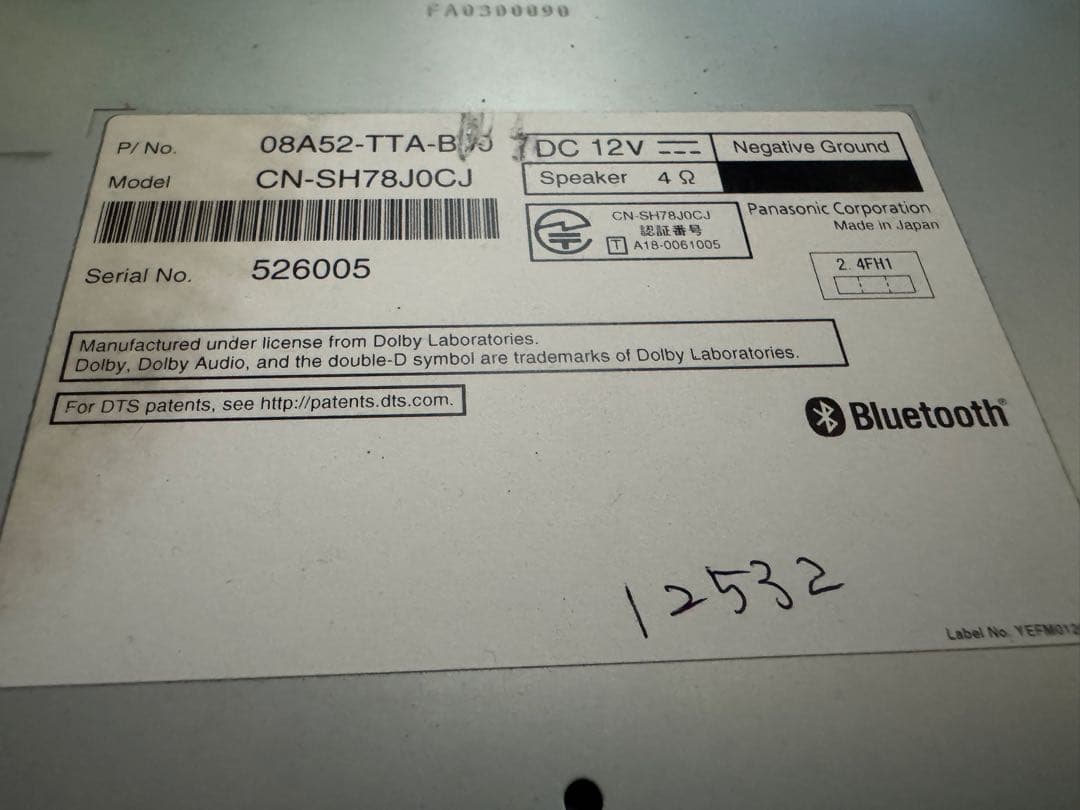 FA0300090
P/ No.
Model CN-SH78J0CJ
Serial No. 526005
DC 12V
Negative Ground
Speaker 4 Ω
CN-SH78J0CJ
認証番号
T A18-0061005
Panasonic Corporation
Made in Japan
2. 4FH1
Manufactured under license from Dolby Laboratories.
Dolby, Dolby Audio, and the double-D symbol are trademarks of Dolby Laboratories.
For DTS patents, see http://patents.dts.com.
Bluetooth®
12532
Label No.